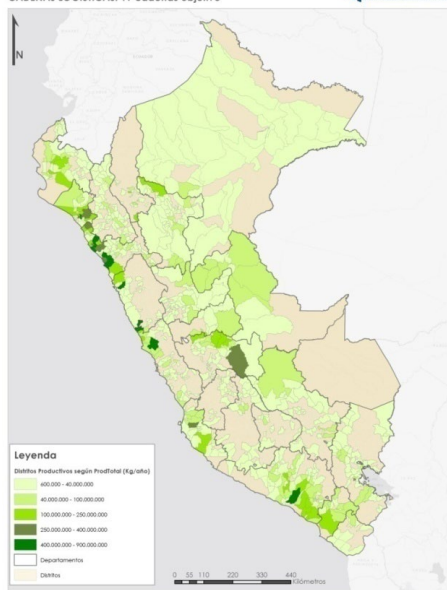 N
Leyenda
Distritos Productivos según ProdTotal (Kg/año)
600.000 - 40.000.000
40.000.000 - 100.000.000
100.000.000 - 250.000.000
250.000.000 - 400.000.000
400.000.000 - 900.000.000
Departamentos
Distritos
0 55 110 220 330 440
Kilómetros